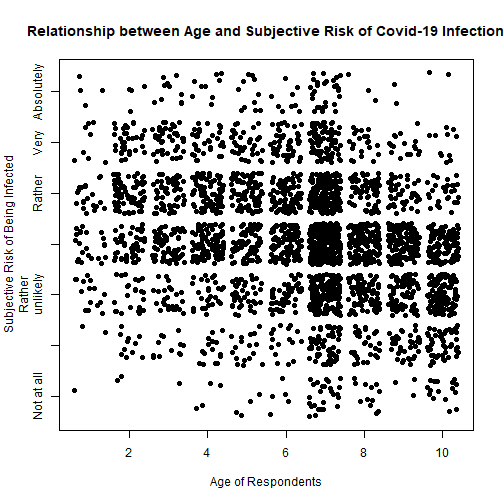 Relationship between Age and Subjective Risk of Covid-19 Infection
Absolutely
Very
Rather
Rather
unlikely
Not at all
Subjective Risk of Being Infected
2 4 6 8 10
Age of Respondents